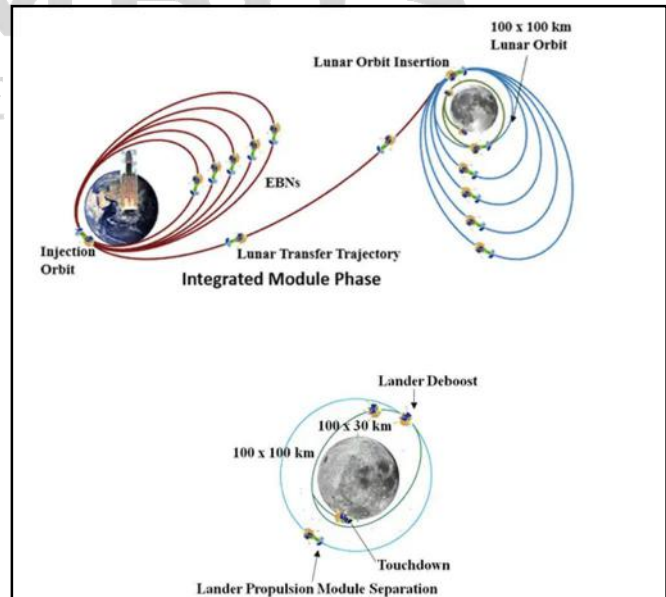 100 x 100 km
Lunar Orbit
Lunar Orbit Insertion
EBNs
Injection
Orbit
Lunar Transfer Trajectory
Integrated Module Phase
Lander Deboost
100 x 30 km
100 x 100 km
Touchdown
Lander Propulsion Module Separation